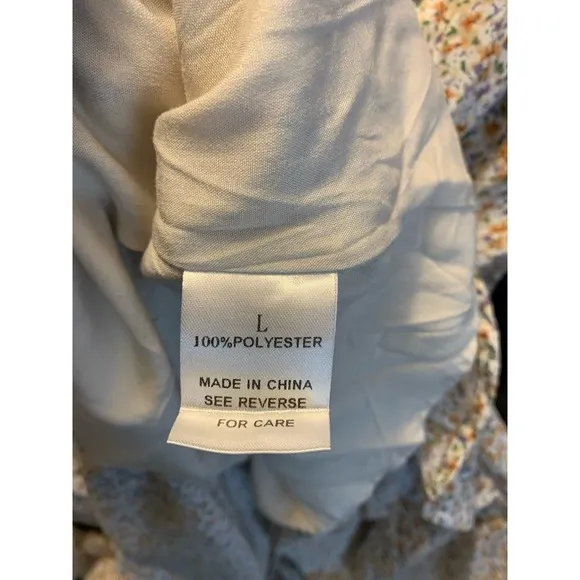 L
100%POLYESTER
MADE IN CHINA
SEE REVERSE
FOR CARE